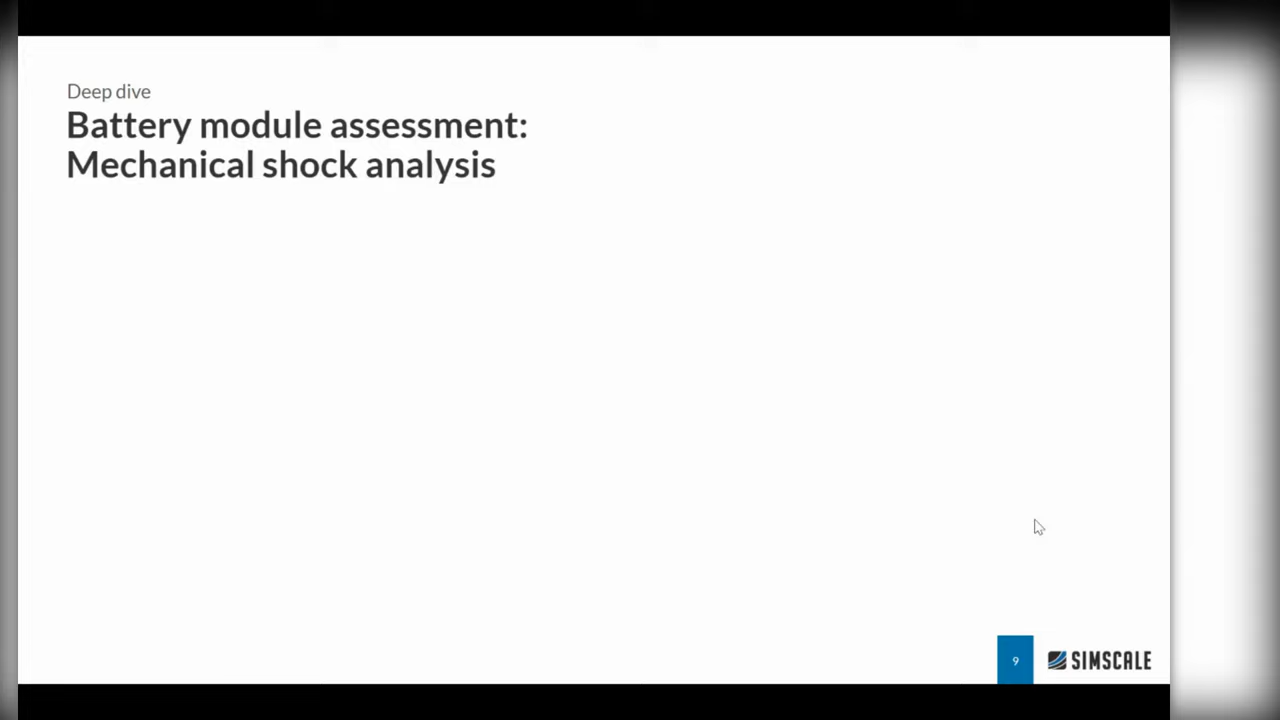 Deep dive
Battery module assessment:
Mechanical shock analysis
9
SIMSCALE